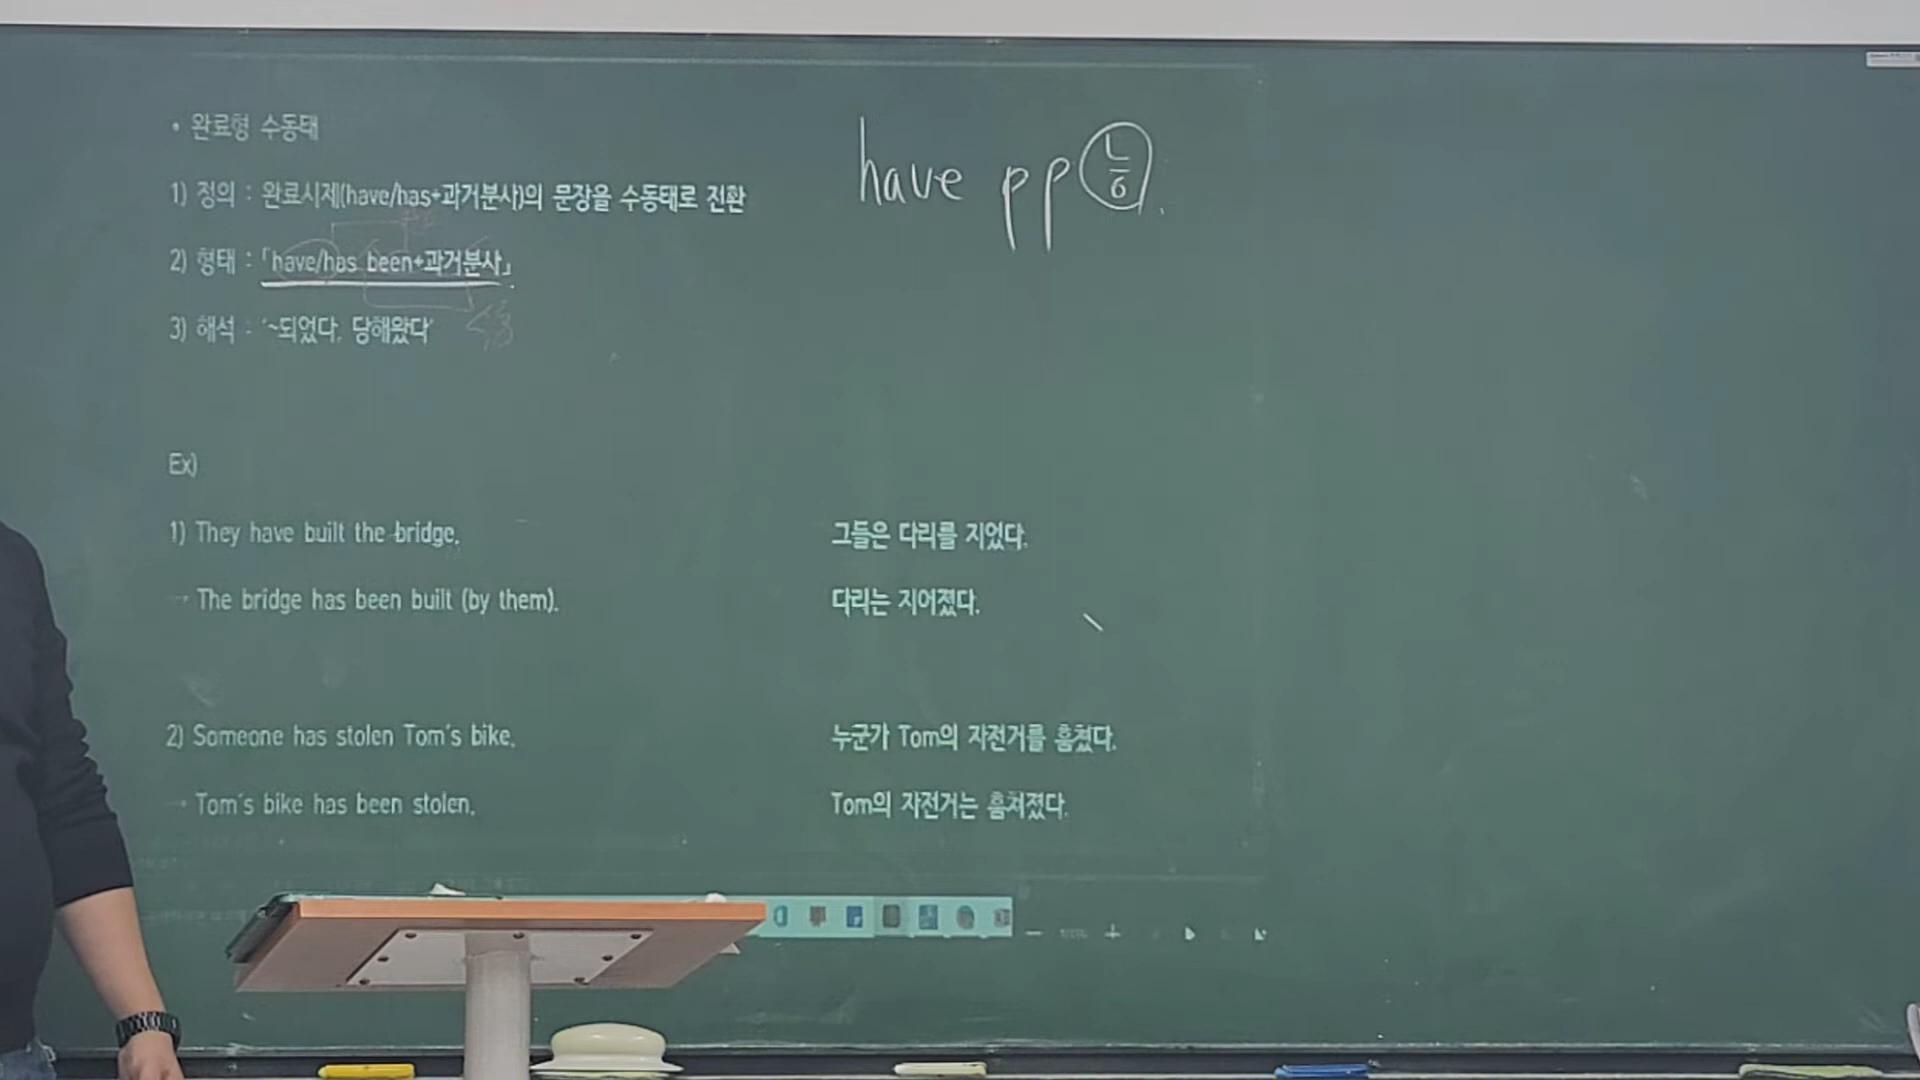 • 완료형 수동태
have pp
1) 정의 : 완료시제(have/has+과거분사)의 문장을 수동태로 전환
2) 형태 : 「have/has been+과거분사」
3) 해석 : '~되었다, 당해왔다'
Ex)
1) They have built the bridge. 그들은 다리를 지었다.
→ The bridge has been built (by them). 다리는 지어졌다.
2) Someone has stolen Tom's bike. 누군가 Tom의 자전거를 훔쳤다.
→ Tom's bike has been stolen. Tom의 자전거는 훔쳐졌다.